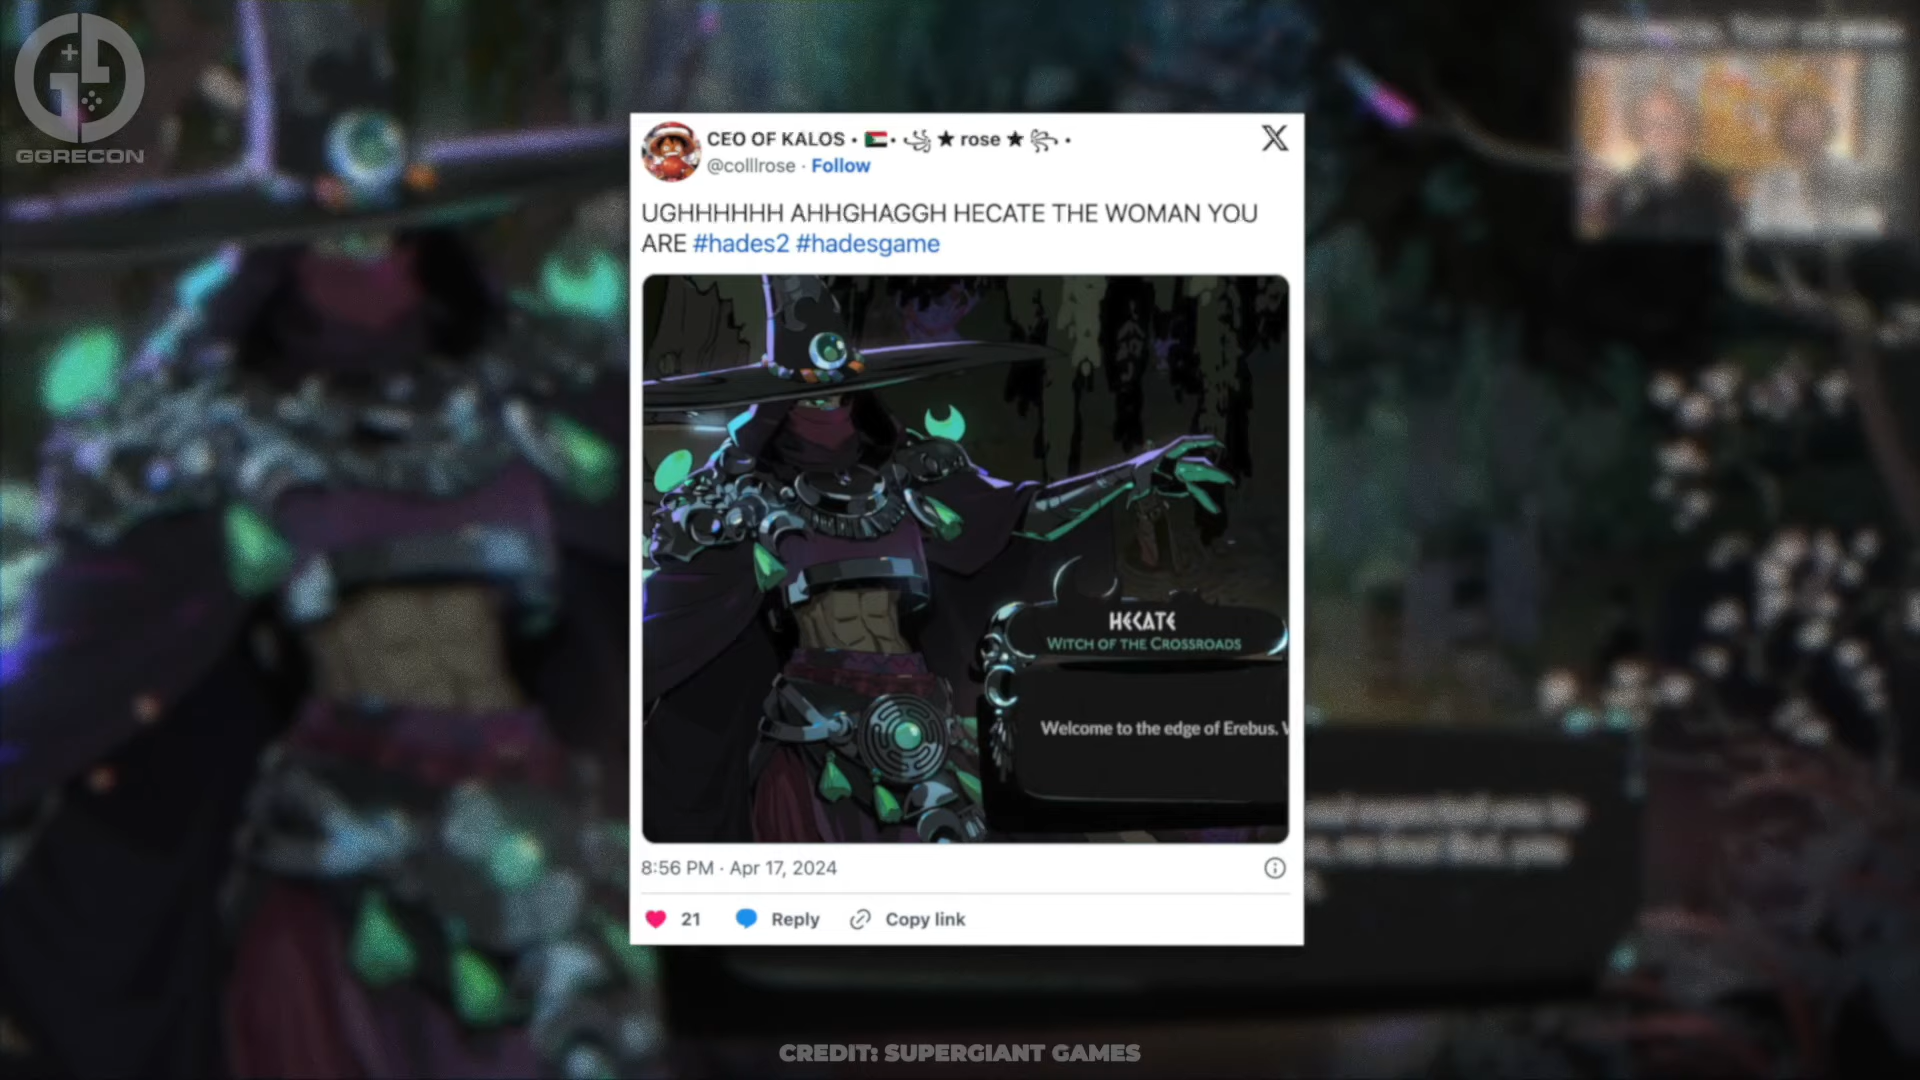 GGRECON
CEO OF KALOS • 🇸🇩• ꧁ ★ rose ★ ꧂ •
@colllrose · Follow
UGHHHHHH AHHGHAGGH HECATE THE WOMAN YOU
ARE #hades2 #hadesgame
HECATE
WITCH OF THE CROSSROADS
Welcome to the edge of Erebus.
8:56 PM · Apr 17, 2024
21 Reply Copy link
CREDIT: SUPERGIANT GAMES